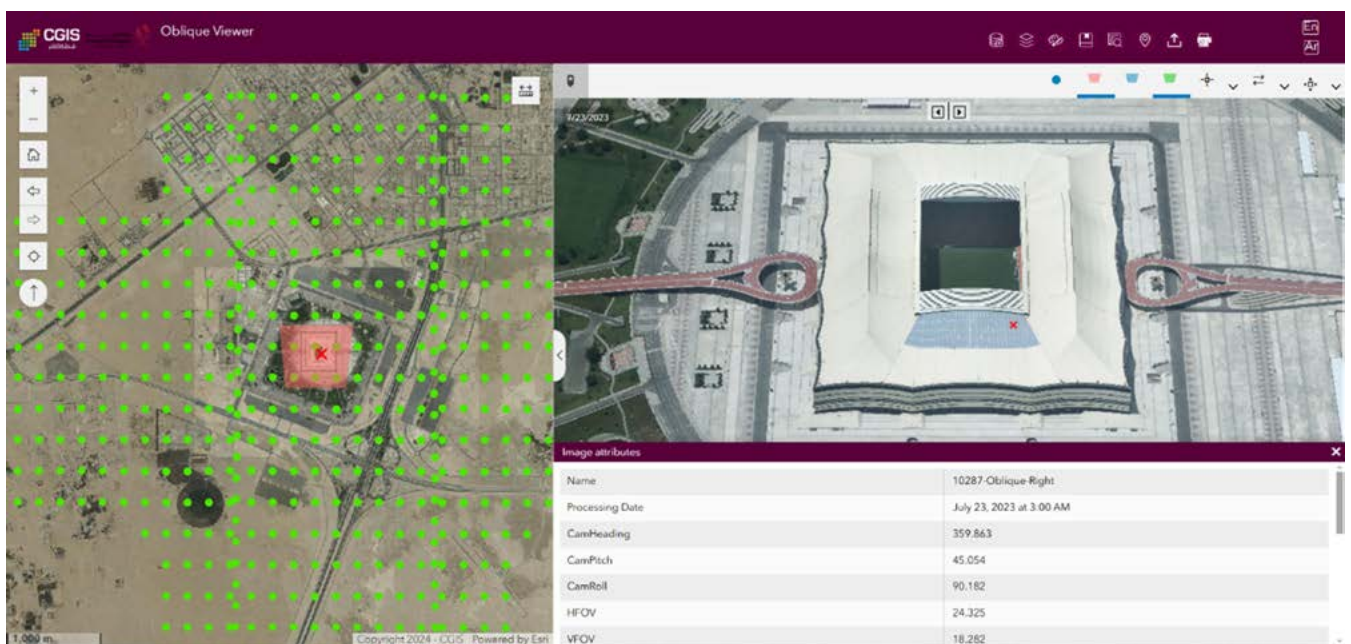 CGIS
Oblique Viewer
En
Ar
7/23/2023
Image attributes
Name 10287-Oblique-Right
Processing Date July 23, 2023 at 3:00 AM
CamHeading 359.863
CamPitch 45.054
CamRoll 90.182
HFOV 24.325
VFOV 18.282
1,000 m
Copyright 2024 - CGIS Powered by Esri